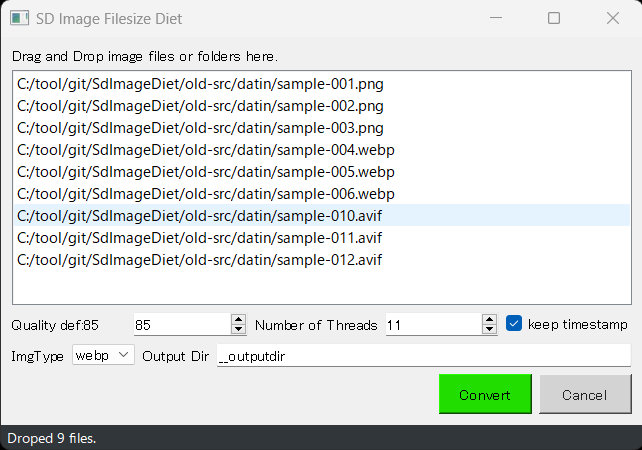 SD Image Filesize Diet
Drag and Drop image files or folders here.
C:/tool/git/SdImageDiet/old-src/datin/sample-001.png
C:/tool/git/SdImageDiet/old-src/datin/sample-002.png
C:/tool/git/SdImageDiet/old-src/datin/sample-003.png
C:/tool/git/SdImageDiet/old-src/datin/sample-004.webp
C:/tool/git/SdImageDiet/old-src/datin/sample-005.webp
C:/tool/git/SdImageDiet/old-src/datin/sample-006.webp
C:/tool/git/SdImageDiet/old-src/datin/sample-010.avif
C:/tool/git/SdImageDiet/old-src/datin/sample-011.avif
C:/tool/git/SdImageDiet/old-src/datin/sample-012.avif
Quality def:85 85 Number of Threads 11 keep timestamp
ImgType webp Output Dir __outputdir
Convert Cancel
Droped 9 files.